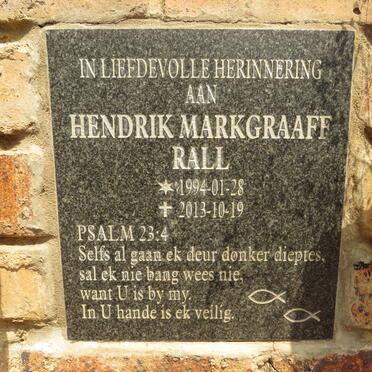 IN LIEFDEVOLLE HERINNERING
AAN
HENDRIK MARKGRAAFF
RALL
✶ 1994-01-28
✝ 2013-10-19
PSALM 23:4
Selfs al gaan ek deur donker dieptes,
sal ek nie bang wees nie,
want U is by my.
In U hande is ek veilig.